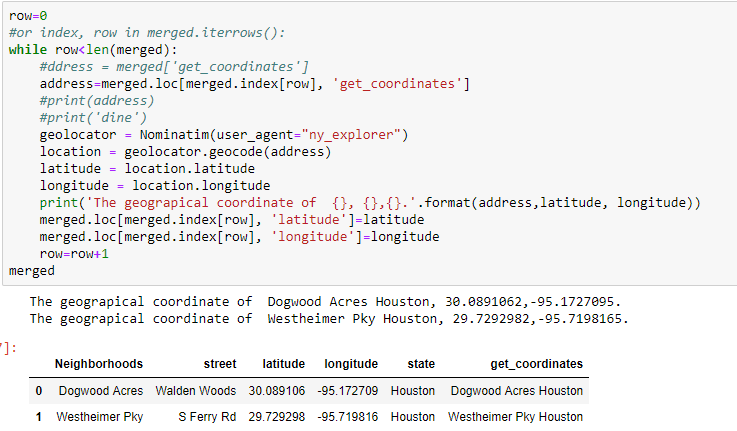 row=0
#or index, row in merged.iterrows():
while row<len(merged):
#ddress = merged['get_coordinates']
address=merged.loc[merged.index[row], 'get_coordinates']
#print(address)
#print('dine')
geolocator = Nominatim(user_agent="ny_explorer")
location = geolocator.geocode(address)
latitude = location.latitude
longitude = location.longitude
print('The geograpical coordinate of  {}, {},{}.'.format(address,latitude, longitude))
merged.loc[merged.index[row], 'latitude']=latitude
merged.loc[merged.index[row], 'longitude']=longitude
row=row+1
merged
The geograpical coordinate of  Dogwood Acres Houston, 30.0891062,-95.1727095.
The geograpical coordinate of  Westheimer Pky Houston, 29.7292982,-95.7198165.
]:
Neighborhoods street latitude longitude state get_coordinates
0 Dogwood Acres Walden Woods 30.089106 -95.172709 Houston Dogwood Acres Houston
1 Westheimer Pky S Ferry Rd 29.729298 -95.719816 Houston Westheimer Pky Houston